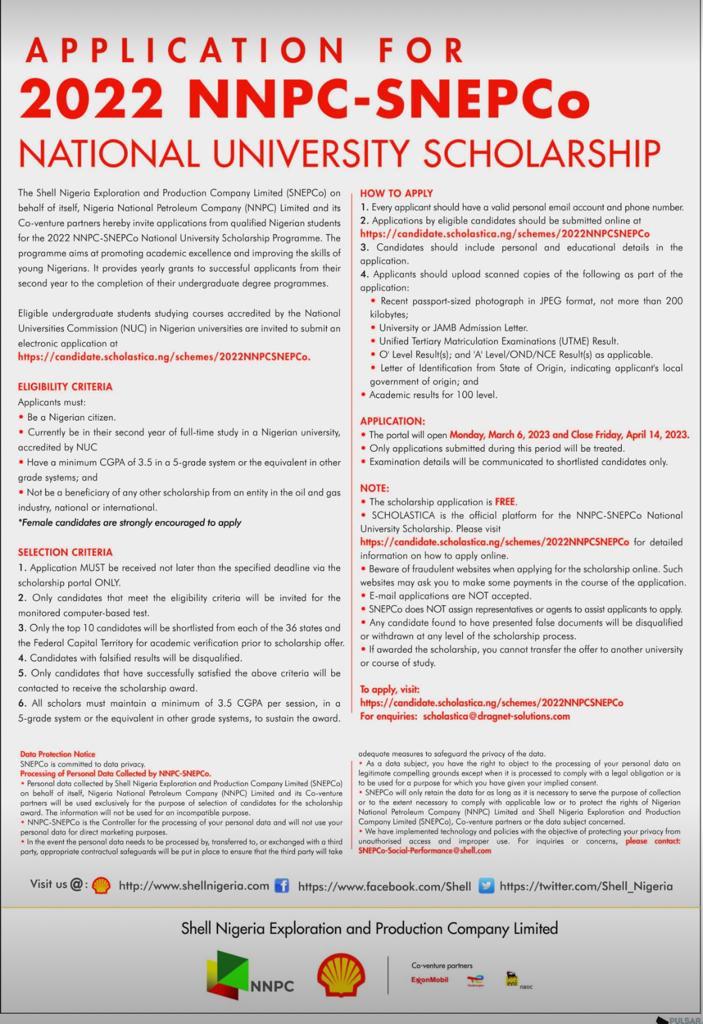 APPLICATION FOR
2022 NNPC-SNEPCo
NATIONAL UNIVERSITY SCHOLARSHIP
The Shell Nigeria Exploration and Production Company Limited (SNEPCo) on
behalf of itself, Nigeria National Petroleum Company (NNPC) Limited and its
Co-venture partners hereby invite applications from qualified Nigerian students
for the 2022 NNPC-SNEPCo National University Scholarship Programme. The
programme aims at promoting academic excellence and improving the skills of
young Nigerians. It provides yearly grants to successful applicants from their
second year to the completion of their undergraduate degree programmes.
Eligible undergraduate students studying courses accredited by the National
Universities Commission (NUC) in Nigerian universities are invited to submit an
electronic application at
https://candidate.scholastica.ng/schemes/2022NNPCSNEPCo.
ELIGIBILITY CRITERIA
Applicants must:
• Be a Nigerian citizen.
• Currently be in their second year of full-time study in a Nigerian university,
accredited by NUC
• Have a minimum CGPA of 3.5 in a 5-grade system or the equivalent in other
grade systems; and
• Not be a beneficiary of any other scholarship from an entity in the oil and gas
industry, national or international.
*Female candidates are strongly encouraged to apply
SELECTION CRITERIA
1. Application MUST be received not later than the specified deadline via the
scholarship portal ONLY.
2. Only candidates that meet the eligibility criteria will be invited for the
monitored computer-based test.
3. Only the top 10 candidates will be shortlisted from each of the 36 states and
the Federal Capital Territory for academic verification prior to scholarship offer.
4. Candidates with falsified results will be disqualified.
5. Only candidates that have successfully satisfied the above criteria will be
contacted to receive the scholarship award.
6. All scholars must maintain a minimum of 3.5 CGPA per session, in a
5-grade system or the equivalent in other grade systems, to sustain the award.
HOW TO APPLY
1. Every applicant should have a valid personal email account and phone number.
2. Applications by eligible candidates should be submitted online at
https://candidate.scholastica.ng/schemes/2022NNPCSNEPCo
3. Candidates should include personal and educational details in the
application.
4. Applicants should upload scanned copies of the following as part of the
application:
• Recent passport-sized photograph in JPEG format, not more than 200
kilobytes;
• University or JAMB Admission Letter.
• Unified Tertiary Matriculation Examinations (UTME) Result.
• O' Level Result(s); and 'A' Level/OND/NCE Result(s) as applicable.
• Letter of Identification from State of Origin, indicating applicant's local
government of origin; and
• Academic results for 100 level.
APPLICATION:
• The portal will open Monday, March 6, 2023 and Close Friday, April 14, 2023.
• Only applications submitted during this period will be treated.
• Examination details will be communicated to shortlisted candidates only.
NOTE:
• The scholarship application is FREE.
• SCHOLASTICA is the official platform for the NNPC-SNEPCo National
University Scholarship. Please visit
https://candidate.scholastica.ng/schemes/2022NNPCSNEPCo for detailed
information on how to apply online.
• Beware of fraudulent websites when applying for the scholarship online. Such
websites may ask you to make some payments in the course of the application.
• E-mail applications are NOT accepted.
• SNEPCo does NOT assign representatives or agents to assist applicants to apply.
• Any candidate found to have presented false documents will be disqualified
or withdrawn at any level of the scholarship process.
• If awarded the scholarship, you cannot transfer the offer to another university
or course of study.
To apply, visit:
https://candidate.scholastica.ng/schemes/2022NNPCSNEPCo
For enquiries: scholastica@dragnet-solutions.com
Data Protection Notice
SNEPCo is committed to data privacy.
Processing of Personal Data Collected by NNPC-SNEPCo.
• Personal data collected by Shell Nigeria Exploration and Production Company Limited (SNEPCo)
on behalf of itself, Nigeria National Petroleum Company (NNPC) Limited and its Co-venture
partners will be used exclusively for the purpose of selection of candidates for the scholarship
award. The information will not be used for an incompatible purpose.
• NNPC-SNEPCo is the Controller for the processing of your personal data and will not use your
personal data for direct marketing purposes.
• In the event the personal data needs to be processed by, transferred to, or exchanged with a third
party, appropriate contractual safeguards will be put in place to ensure that the third party will take
adequate measures to safeguard the privacy of the data.
• As a data subject, you have the right to object to the processing of your personal data on
legitimate compelling grounds except when it is processed to comply with a legal obligation or is
to be used for a purpose for which you have given your implied consent.
• SNEPCo will only retain the data for as long as it is necessary to serve the purpose of collection
or to the extent necessary to comply with applicable law or to protect the rights of Nigerian
National Petroleum Company (NNPC) Limited and Shell Nigeria Exploration and Production
Company Limited (SNEPCo), Co-venture partners or the data subject concerned.
• We have implemented technology and policies with the objective of protecting your privacy from
unauthorised access and improper use. For inquiries or concerns, please contact:
SNEPCo-Social-Performance@shell.com
Visit us @: http://www.shellnigeria.com https://www.facebook.com/Shell https://twitter.com/Shell_Nigeria
Shell Nigeria Exploration and Production Company Limited
NNPC
Co-venture partners
ExxonMobil
eni
naoc
PULSAR